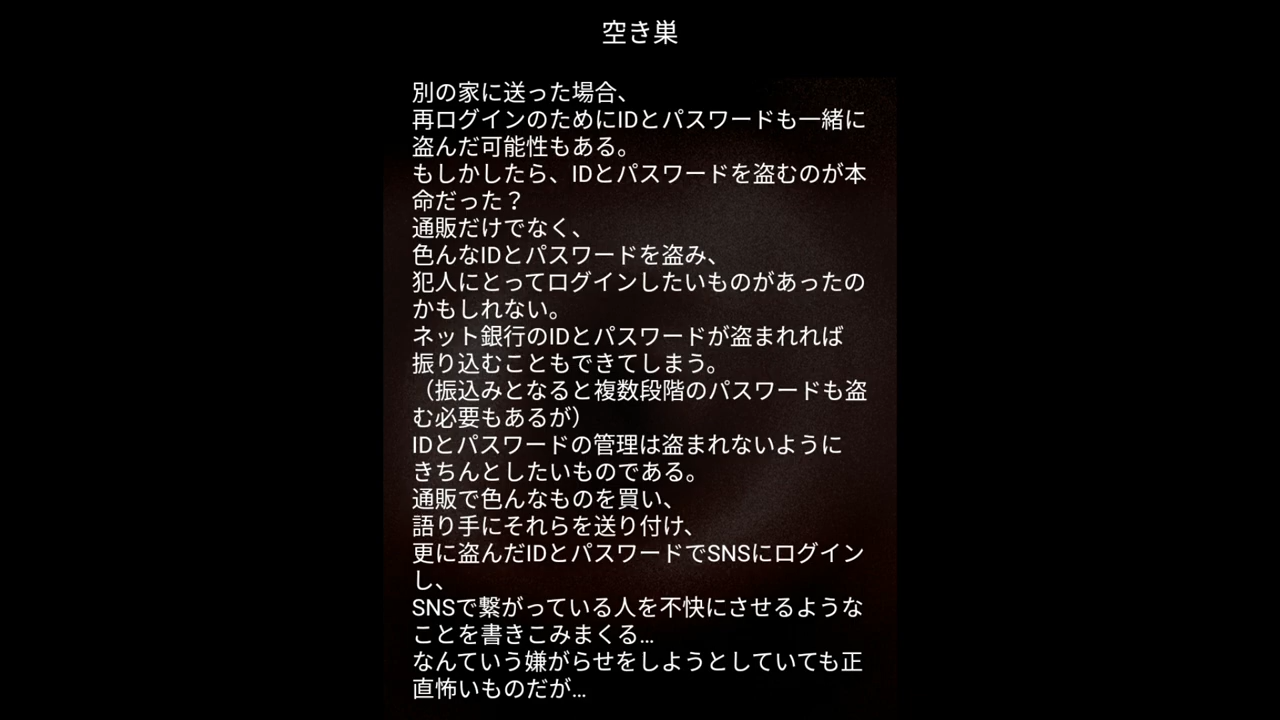 空き巣
別の家に送った場合、
再ログインのためにIDとパスワードも一緒に
盗んだ可能性もある。
もしかしたら、IDとパスワードを盗むのが本
命だった？
通販だけでなく、
色んなIDとパスワードを盗み、
犯人にとってログインしたいものがあったの
かもしれない。
ネット銀行のIDとパスワードが盗まれれば
振り込むこともできてしまう。
（振込みとなると複数段階のパスワードも盗
む必要もあるが）
IDとパスワードの管理は盗まれないように
きちんとしたいものである。
通販で色んなものを買い、
語り手にそれらを送り付け、
更に盗んだIDとパスワードでSNSにログイン
し、
SNSで繋がっている人を不快にさせるような
ことを書きこみまくる…
なんていう嫌がらせをしようとしていても正
直怖いものだが…